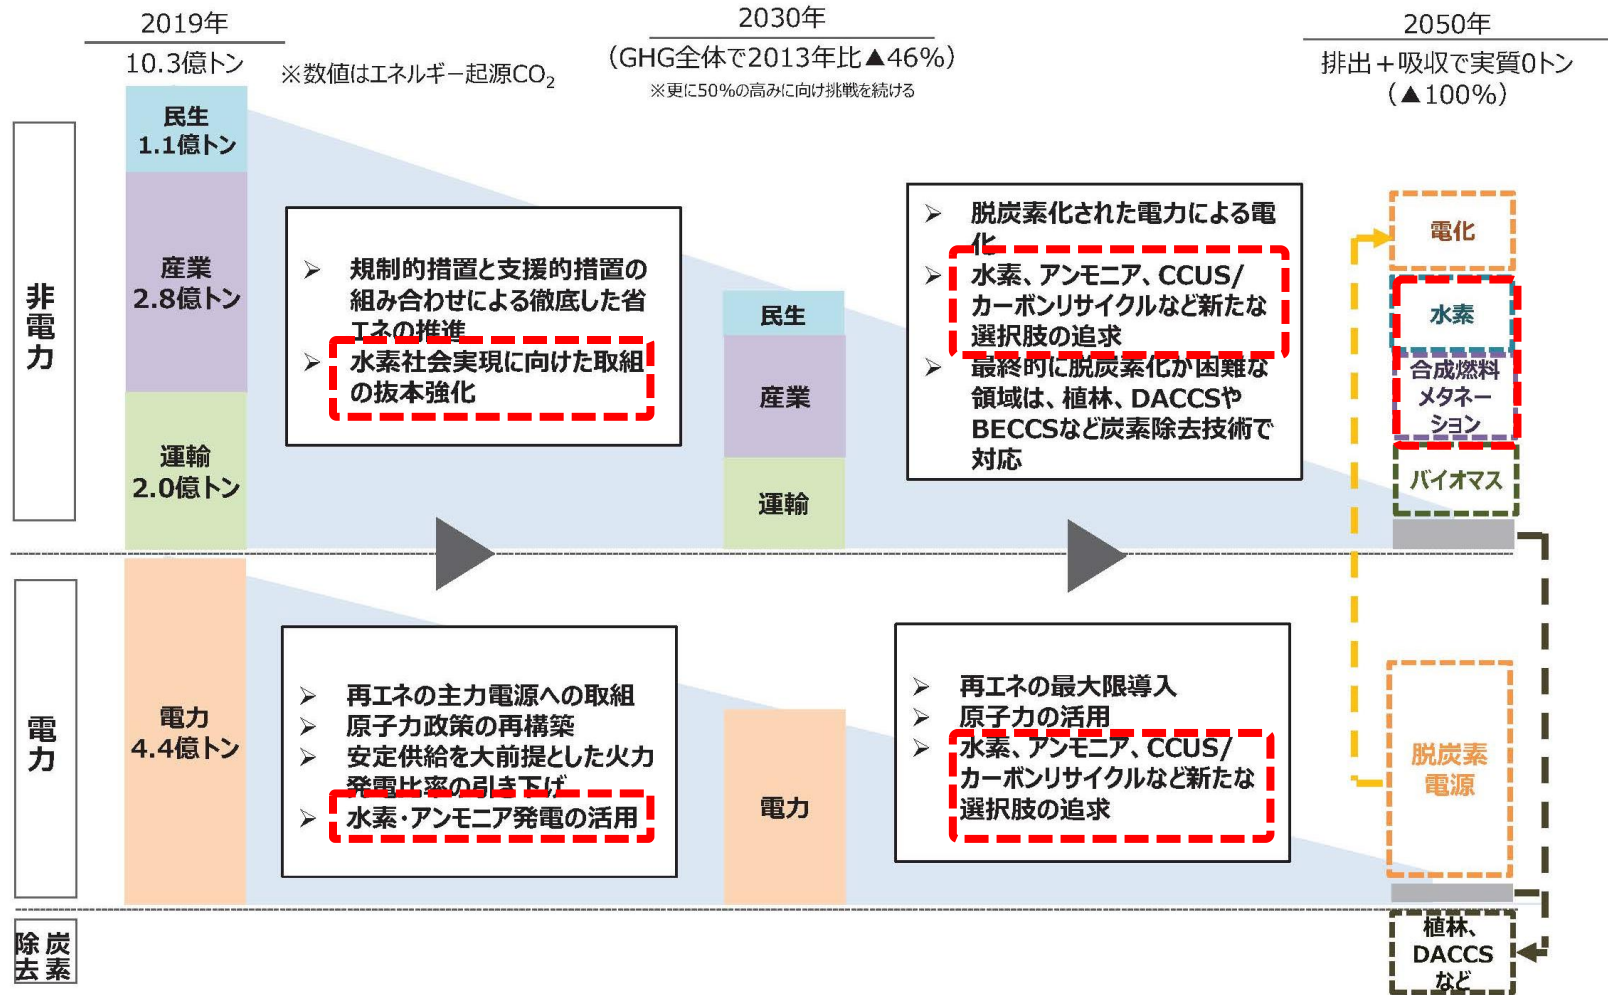 2019年
10.3億トン
※数値はエネルギー起源CO₂
2030年
(GHG全体で2013年比▲46%)
※更に50%の高みに向け挑戦を続ける
2050年
排出+吸収で実質0トン
(▲100%)
非電力
民生
1.1億トン
産業
2.8億トン
運輸
2.0億トン
➢ 規制的措置と支援的措置の
組み合わせによる徹底した省
エネの推進
➢ 水素社会実現に向けた取組
の抜本強化
民生
産業
運輸
➢ 脱炭素化された電力による電
化
➢ 水素、アンモニア、CCUS/
カーボンリサイクルなど新たな
選択肢の追求
➢ 最終的に脱炭素化が困難な
領域は、植林、DACCSや
BECCSなど炭素除去技術で
対応
電化
水素
合成燃料
メタネー
ション
バイオマス
電力
電力
4.4億トン
➢ 再エネの主力電源への取組
➢ 原子力政策の再構築
➢ 安定供給を大前提とした火力
発電比率の引き下げ
➢ 水素・アンモニア発電の活用
電力
➢ 再エネの最大限導入
➢ 原子力の活用
➢ 水素、アンモニア、CCUS/
カーボンリサイクルなど新たな
選択肢の追求
脱炭素
電源
炭素除去
植林、
DACCS
など